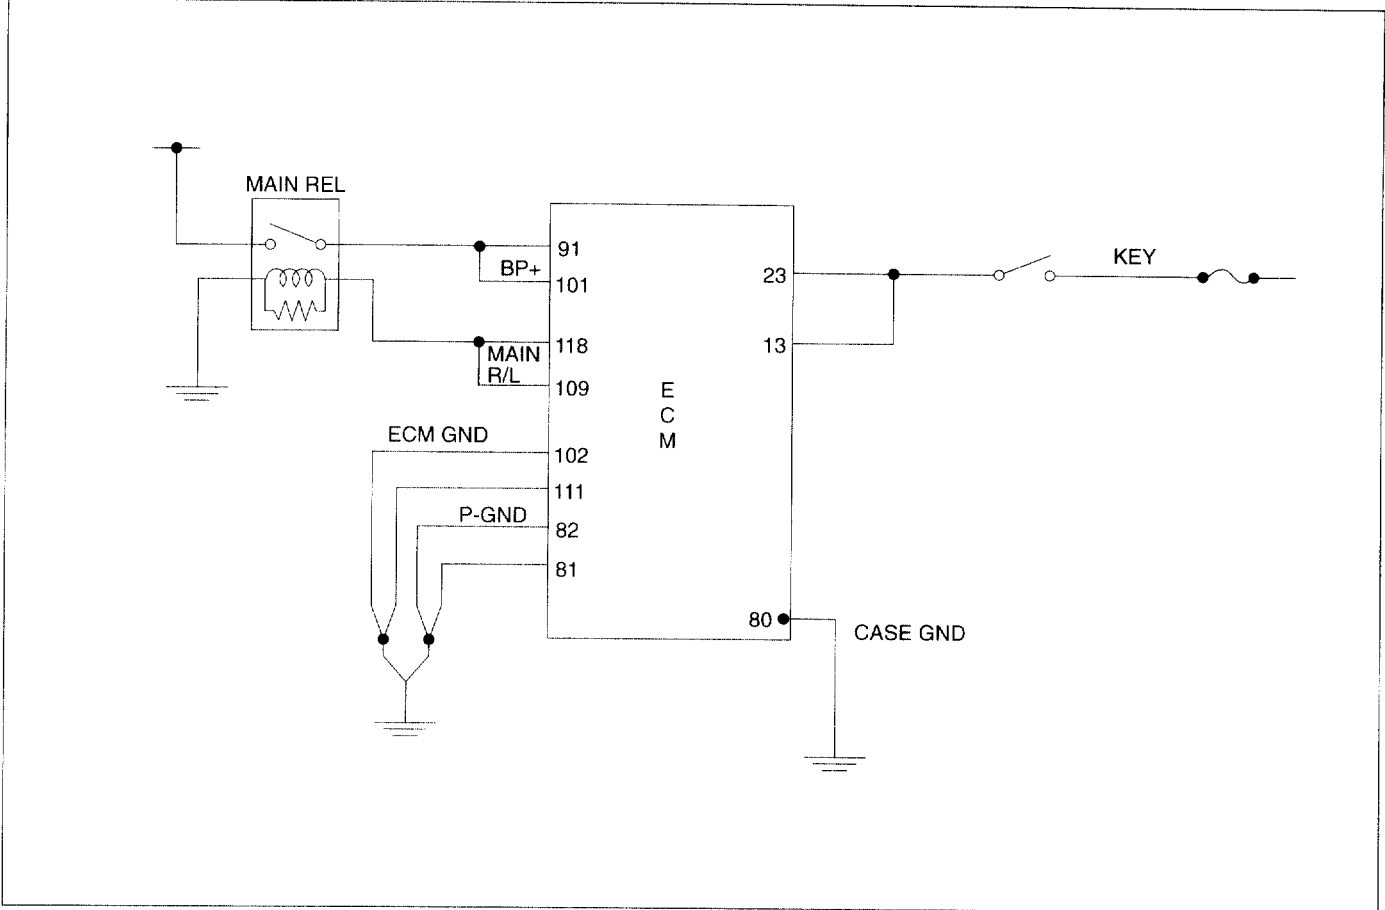 MAIN REL
91
BP+
101
118
MAIN
R/L
109
ECM GND
102
111
P-GND
82
81
23
13
E
C
M
80
KEY
CASE GND